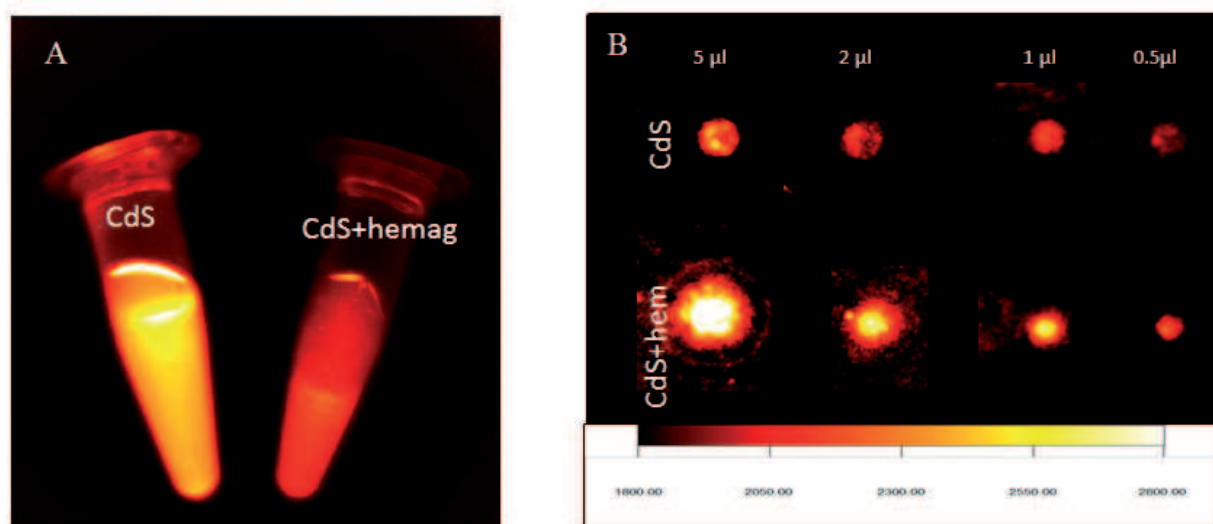 A
CdS
CdS+hemag
B
5 µl
2 µl
1 µl
0.5µl
CdS
CdS+hem
1800.00
2050.00
2300.00
2550.00
2800.00